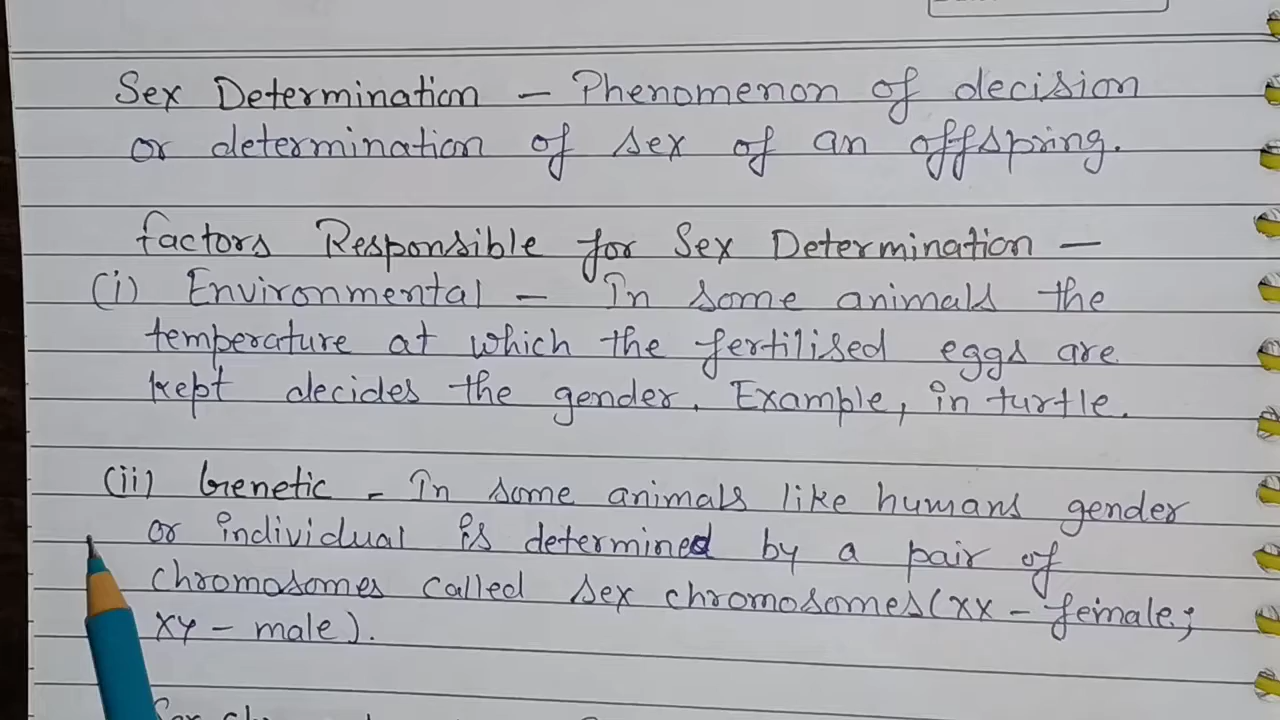 Sex Determination — Phenomenon of decision
or determination of sex of an offspring.
factors Responsible for Sex Determination —
(i) Environmental — In some animals the
temperature at which the fertilised eggs are
kept decides the gender. Example, in turtle.
(ii) Genetic - In some animals like humans gender
or individual is determined by a pair of
chromosomes called sex chromosomes (XX - female;
XY - male).